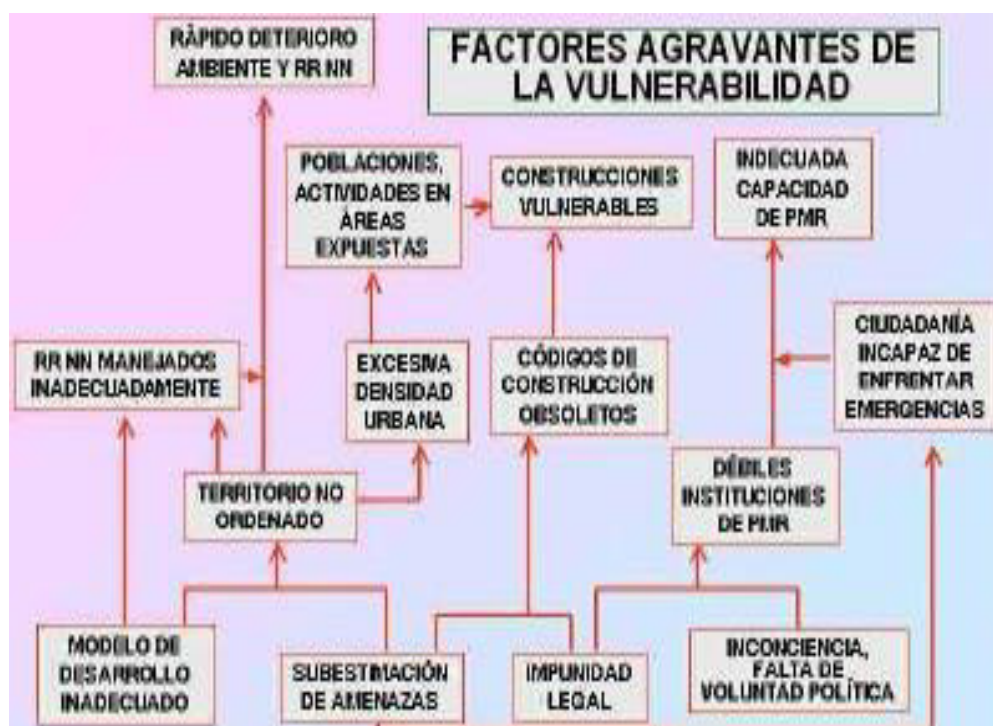 RÀPIDO DETERIORO
AMBIENTE Y RR NN
FACTORES AGRAVANTES DE
LA VULNERABILIDAD
POBLACIONES,
ACTIVIDADES EN
ÁREAS
EXPUESTAS
CONSTRUCCIONES
VULNERABLES
INDECUADA
CAPACIDAD
DE PMR
RR NN MANEJADOS
INADECUADAMENTE
EXCESIVA
DENSIDAD
URBANA
CÓDIGOS DE
CONSTRUCCIÓN
OBSOLETOS
CIUDADANÍA
INCAPAZ DE
ENFRENTAR
EMERGENCIAS
TERRITORIO NO
ORDENADO
DÉBILES
INSTITUCIONES
DE PMR
MODELO DE
DESARROLLO
INADECUADO
SUBESTIMACIÓN
DE AMENAZAS
IMPUNIDAD
LEGAL
INCONCIENCIA,
FALTA DE
VOLUNTAD POLÍTICA